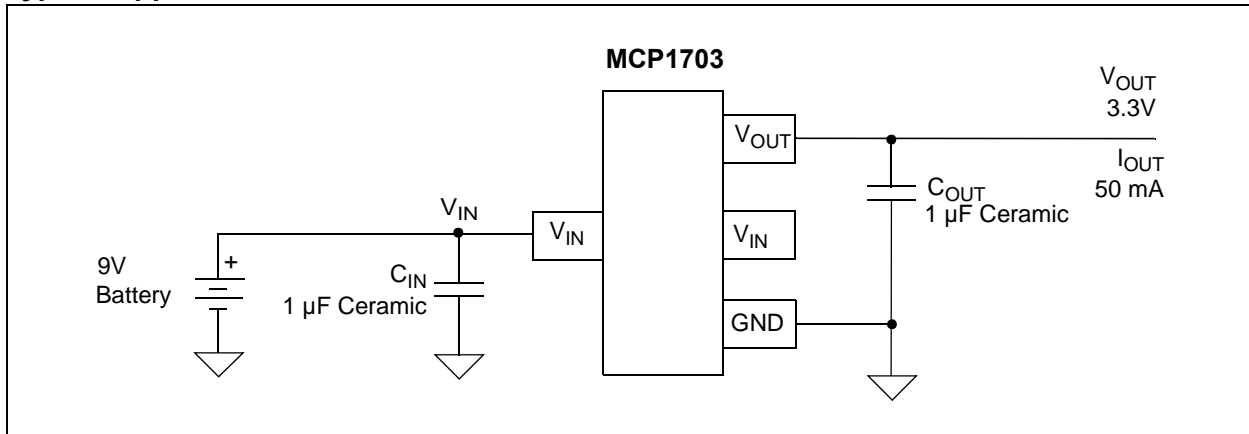 MCP1703
VOUT
3.3V
IOUT
50 mA
VOUT
COUT
1 µF Ceramic
VIN
VIN
VIN
9V
Battery
+
CIN
1 µF Ceramic
GND